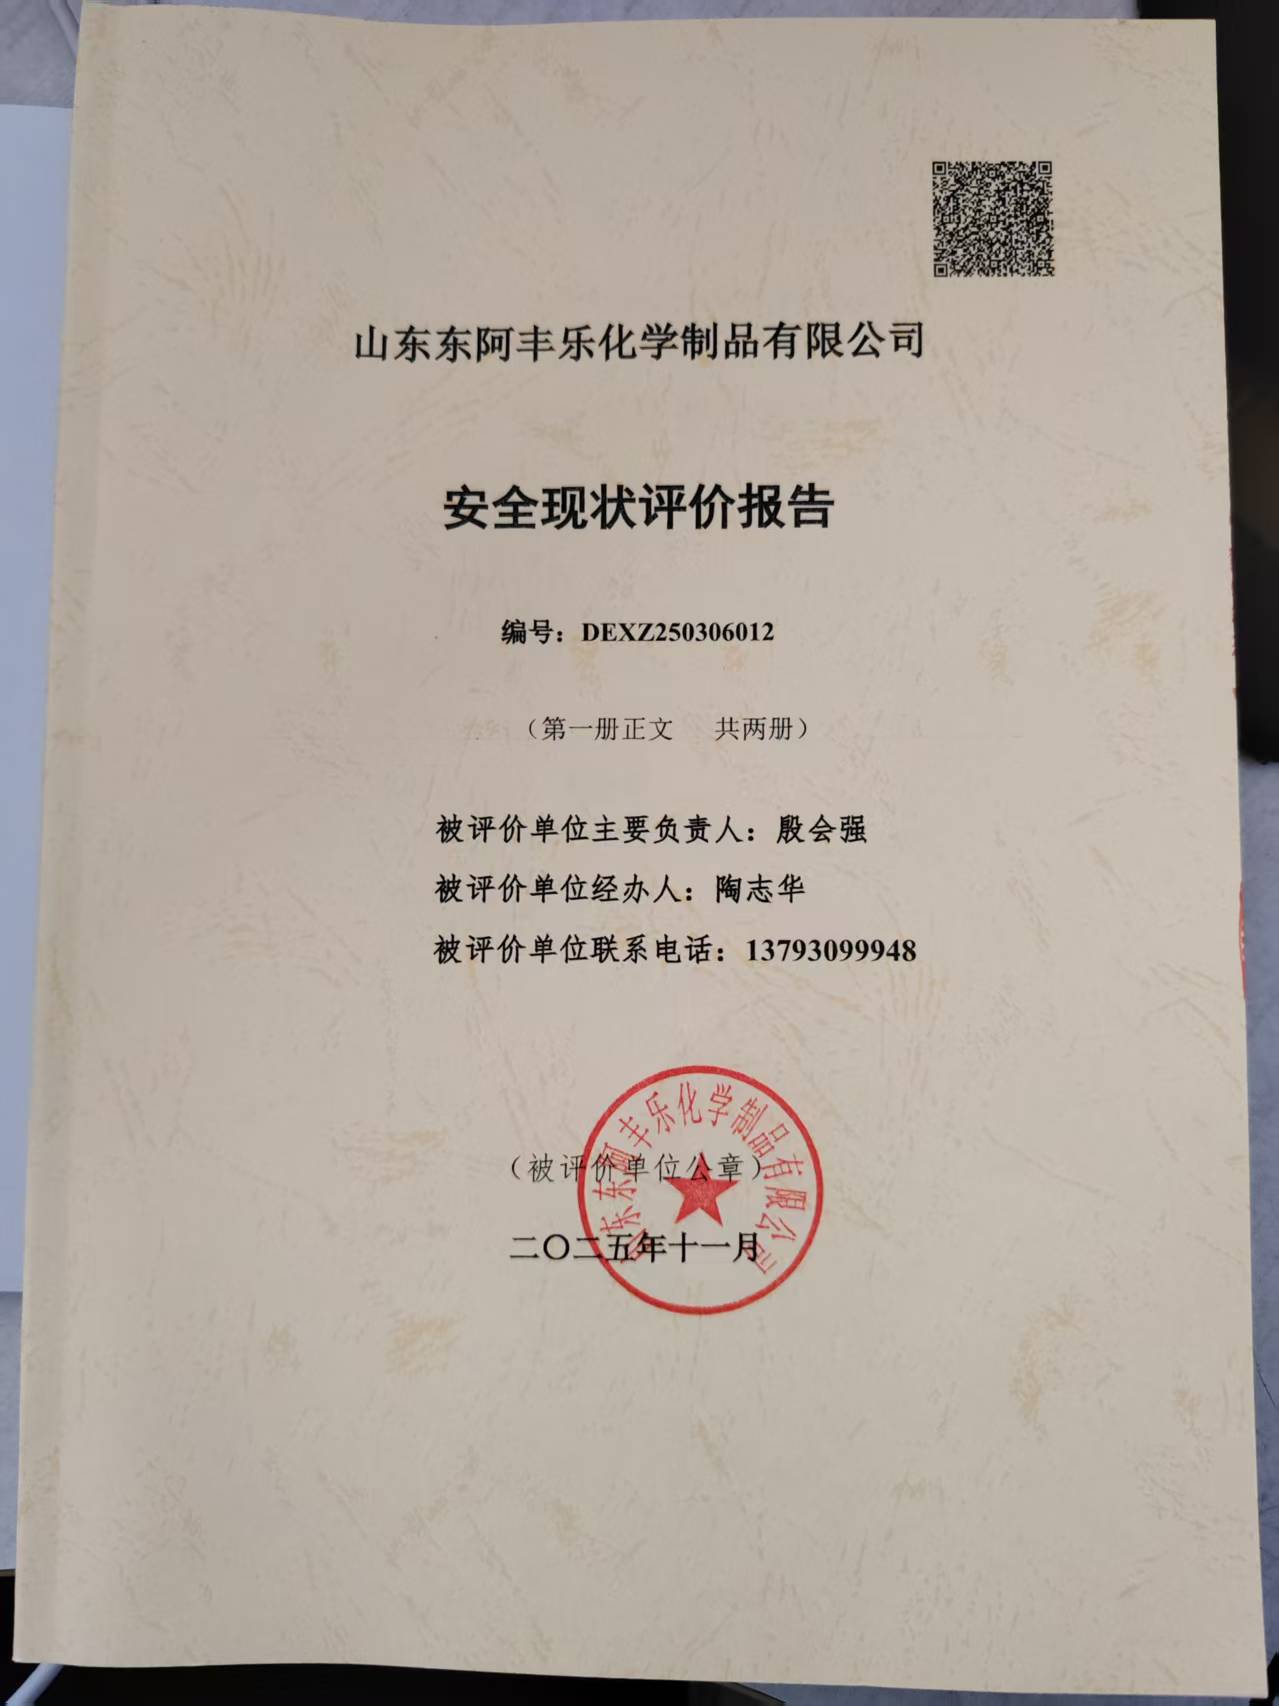 山东东阿丰乐化学制品有限公司
安全现状评价报告
编号：DEXZ250306012
（第一册正文 共两册）
被评价单位主要负责人：殷会强
被评价单位经办人：陶志华
被评价单位联系电话：13793099948
（被评价单位公章）
二〇二五年十一月
山东东阿丰乐化学制品有限公司